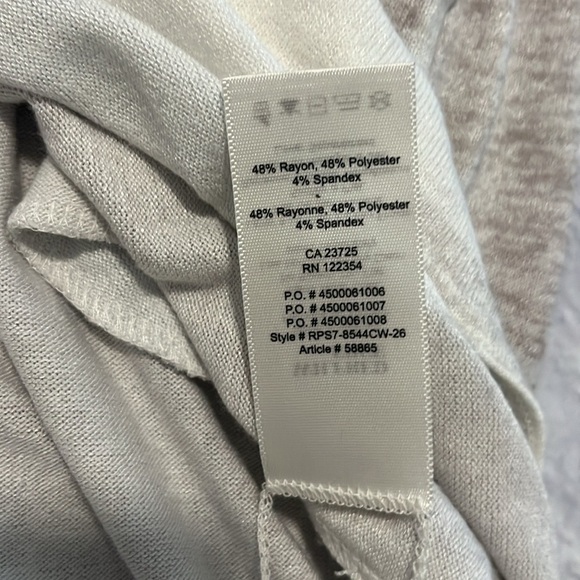 48% Rayon, 48% Polyester
4% Spandex
48% Rayonne, 48% Polyester
4% Spandex
CA 23725
RN 122354
P.O. # 4500061006
P.O. # 4500061007
P.O. # 4500061008
Style # RPS7-8544CW-26
Article # 58865